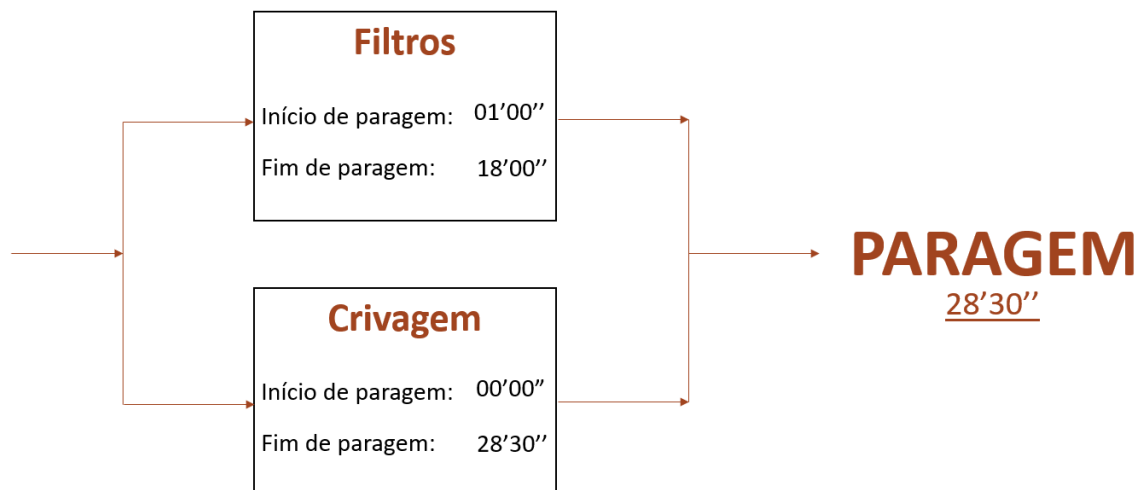 Filtros
Início de paragem: 01’00’’
Fim de paragem: 18’00’’
Crivagem
Início de paragem: 00’00”
Fim de paragem: 28’30’’
PARAGEM
28’30’’